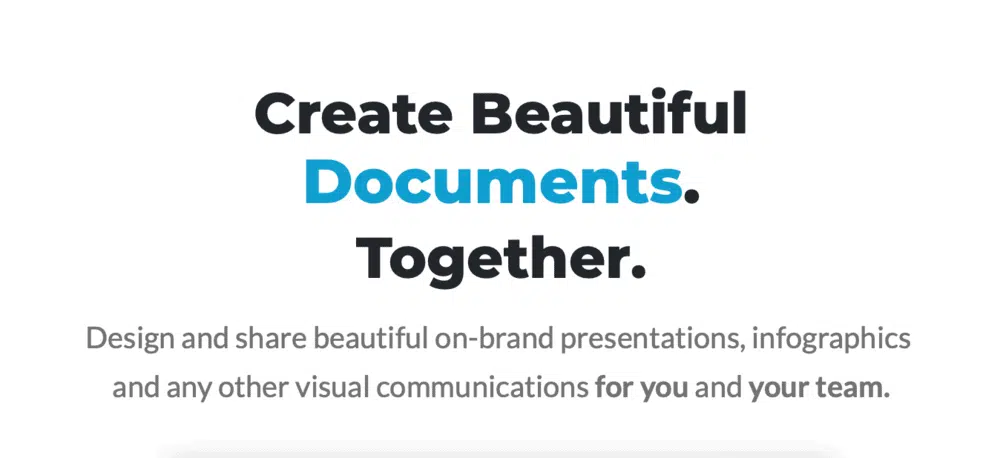 Create Beautiful
Documents.
Together.
Design and share beautiful on-brand presentations, infographics
and any other visual communications for you and your team.